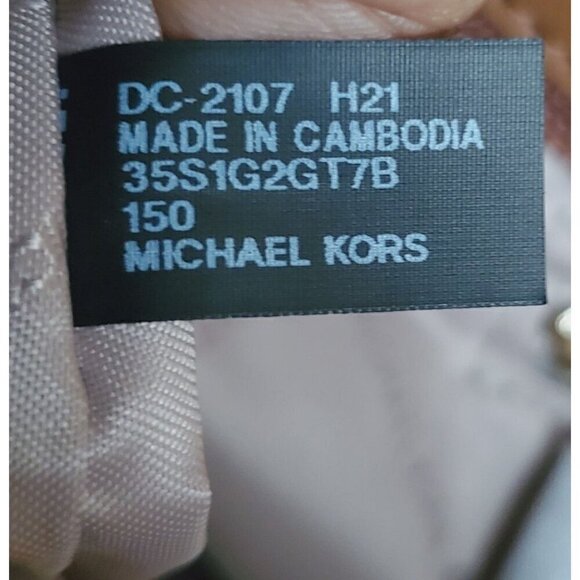 DC-2107 H21
MADE IN CAMBODIA
35S1G2GT7B
150
MICHAEL KORS